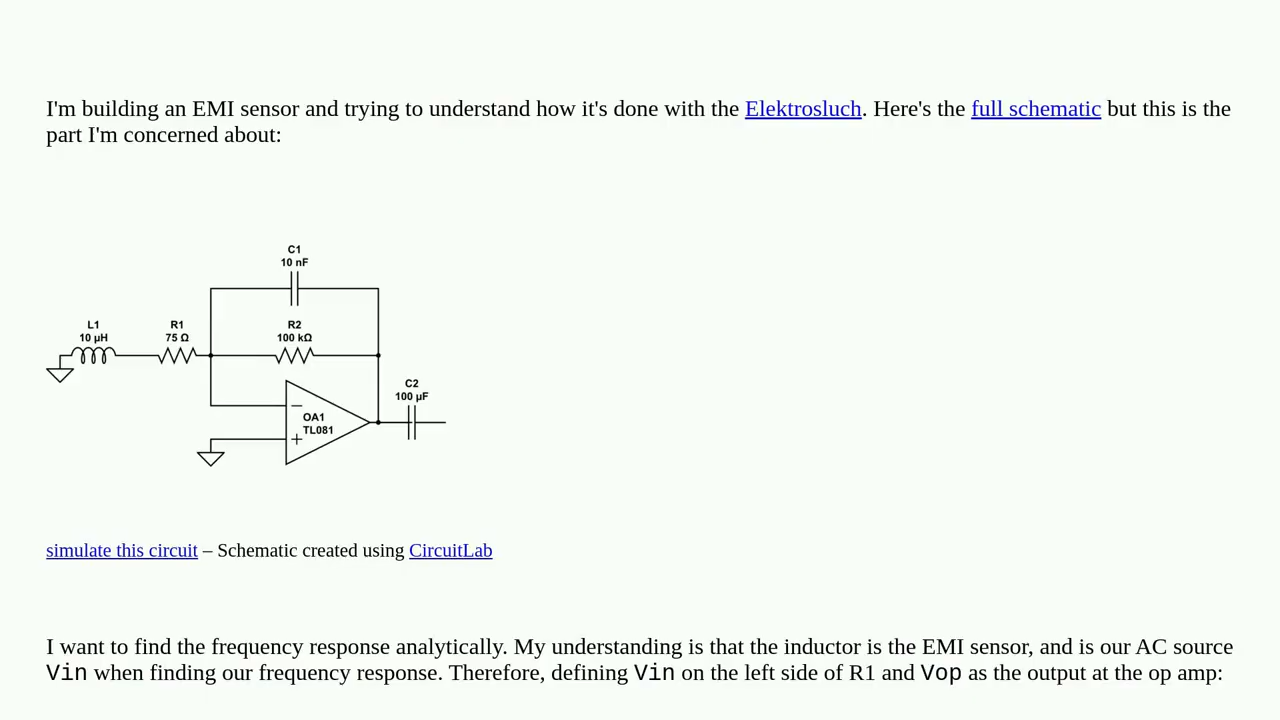 I'm building an EMI sensor and trying to understand how it's done with the Elektrosluch. Here's the full schematic but this is the
part I'm concerned about:
C1
10 nF
L1
10 µH
R1
75 Ω
R2
100 kΩ
C2
100 µF
OA1
TL081
simulate this circuit – Schematic created using CircuitLab
I want to find the frequency response analytically. My understanding is that the inductor is the EMI sensor, and is our AC source
Vin when finding our frequency response. Therefore, defining Vin on the left side of R1 and Vop as the output at the op amp: